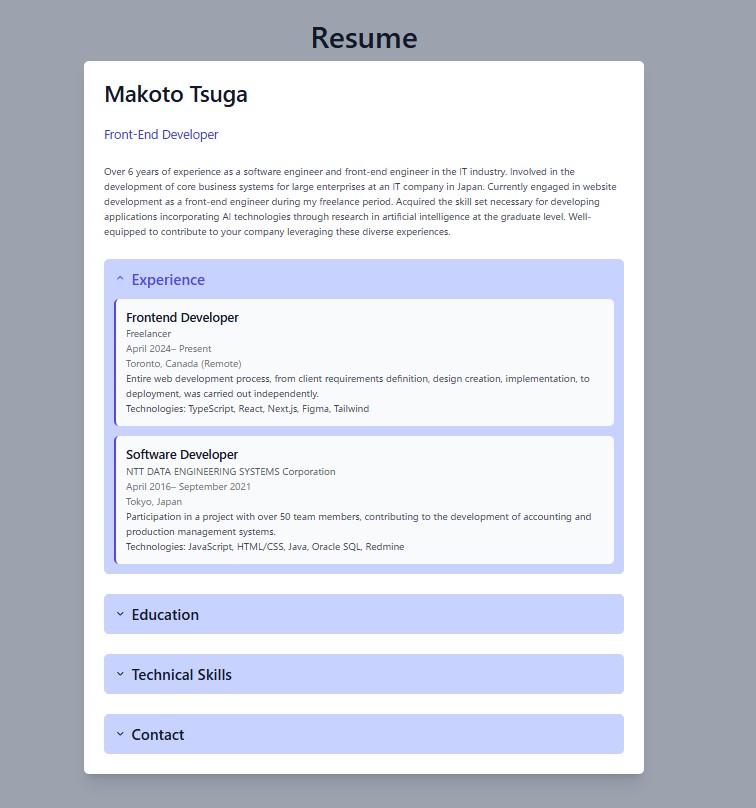 Resume
Makoto Tsuga
Front-End Developer
Over 6 years of experience as a software engineer and front-end engineer in the IT industry. Involved in the
development of core business systems for large enterprises at an IT company in Japan. Currently engaged in website
development as a front-end engineer during my freelance period. Acquired the skill set necessary for developing
applications incorporating AI technologies through research in artificial intelligence at the graduate level. Well-
equipped to contribute to your company leveraging these diverse experiences.
Experience
Frontend Developer
Freelancer
April 2024– Present
Toronto, Canada (Remote)
Entire web development process, from client requirements definition, design creation, implementation, to
deployment, was carried out independently.
Technologies: TypeScript, React, Next.js, Figma, Tailwind
Software Developer
NTT DATA ENGINEERING SYSTEMS Corporation
April 2016– September 2021
Tokyo, Japan
Participation in a project with over 50 team members, contributing to the development of accounting and
production management systems.
Technologies: JavaScript, HTML/CSS, Java, Oracle SQL, Redmine
Education
Technical Skills
Contact